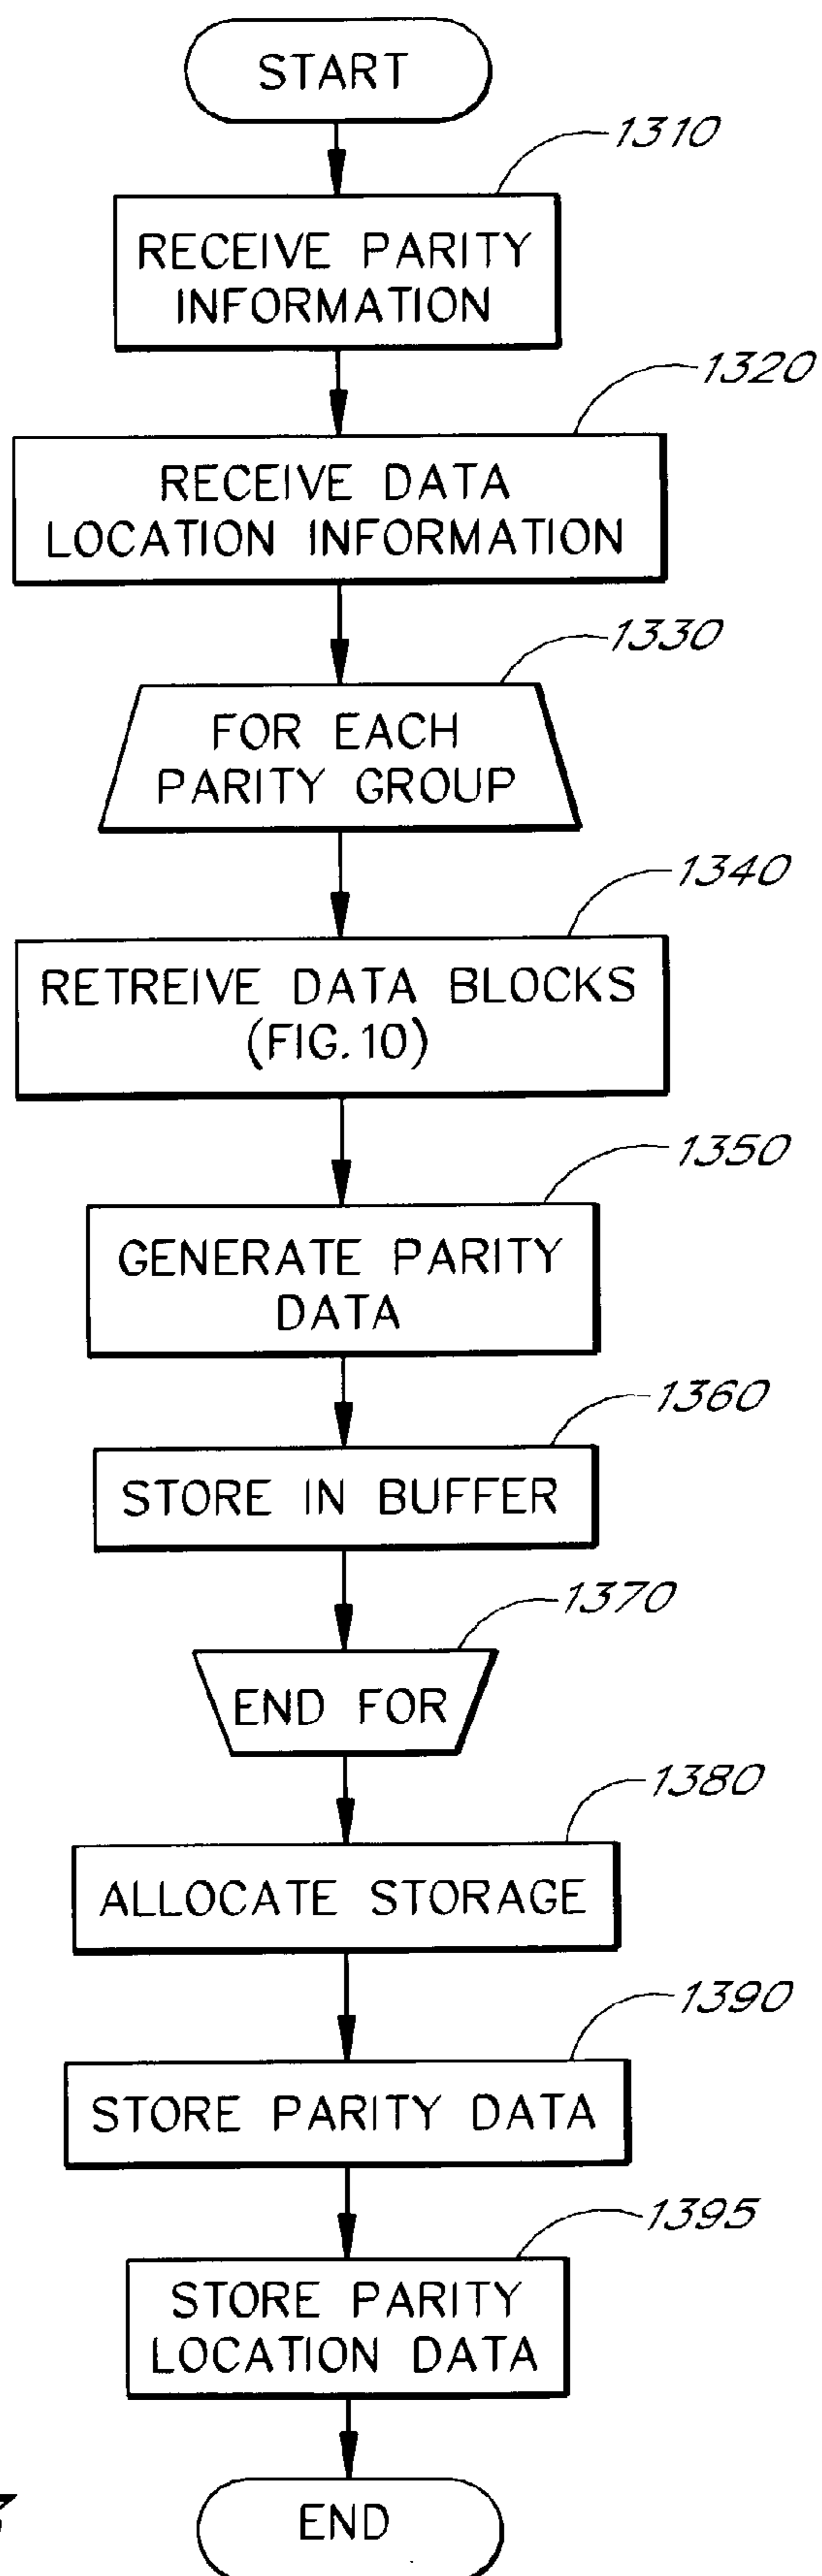 START
1310
RECEIVE PARITY
INFORMATION
1320
RECEIVE DATA
LOCATION INFORMATION
1330
FOR EACH
PARITY GROUP
1340
RETREIVE DATA BLOCKS
(FIG.10)
1350
GENERATE PARITY
DATA
1360
STORE IN BUFFER
1370
END FOR
1380
ALLOCATE STORAGE
1390
STORE PARITY DATA
1395
STORE PARITY
LOCATION DATA
END